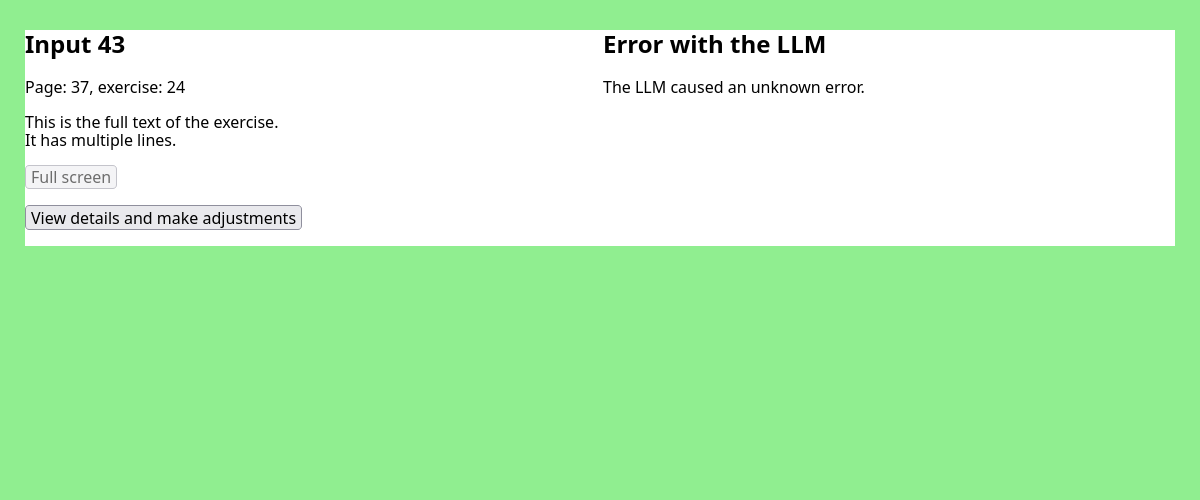 Input 43
Page: 37, exercise: 24
This is the full text of the exercise.
It has multiple lines.
Full screen
View details and make adjustments
Error with the LLM
The LLM caused an unknown error.